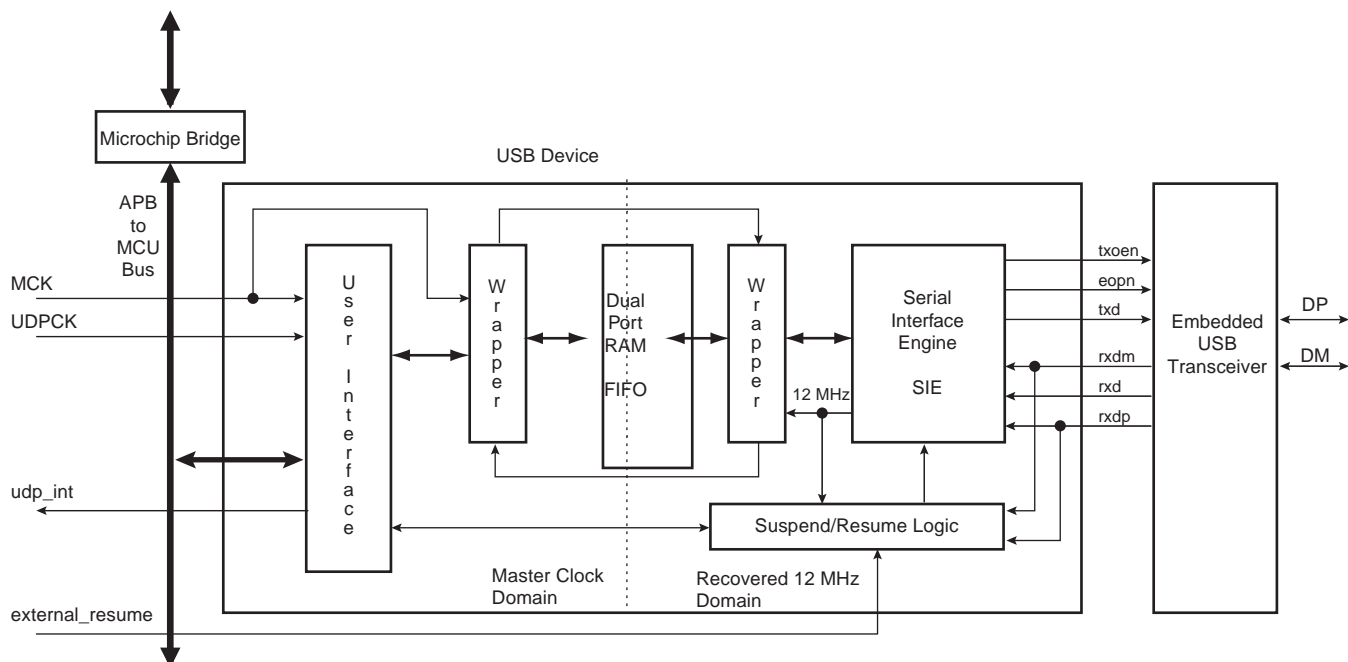 Microchip Bridge
USB Device
APB
to
MCU
Bus
MCK
UDPCK
udp_int
external_resume
User Interface
Wrapper
Dual
Port
RAM
FIFO
Wrapper
12 MHz
Serial
Interface
Engine
SIE
Suspend/Resume Logic
Master Clock
Domain
Recovered 12 MHz
Domain
txoen
eopn
txd
rxdm
rxd
rxdp
Embedded
USB
Transceiver
DP
DM